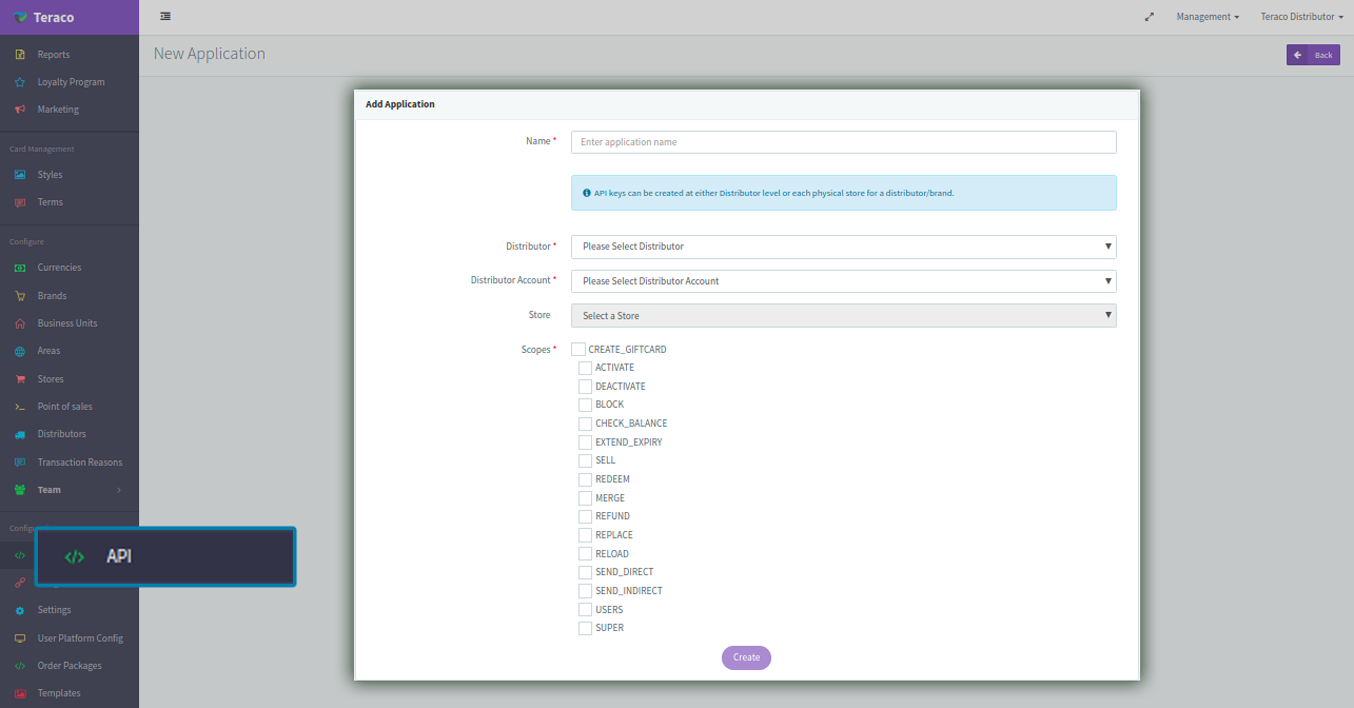 Teraco
Management
Teraco Distributor
New Application
Back
Reports
Loyalty Program
Marketing
Card Management
Styles
Terms
Configure
Currencies
Brands
Business Units
Areas
Stores
Point of sales
Distributors
Transaction Reasons
Team
API
Settings
User Platform Config
Order Packages
Templates
Add Application
Name *
Enter application name
API keys can be created at either Distributor level or each physical store for a distributor/brand.
Distributor *
Please Select Distributor
Distributor Account *
Please Select Distributor Account
Store
Select a Store
Scopes *
CREATE_GIFTCARD
ACTIVATE
DEACTIVATE
BLOCK
CHECK_BALANCE
EXTEND_EXPIRY
SELL
REDEEM
MERGE
REFUND
REPLACE
RELOAD
SEND_DIRECT
SEND_INDIRECT
USERS
SUPER
Create